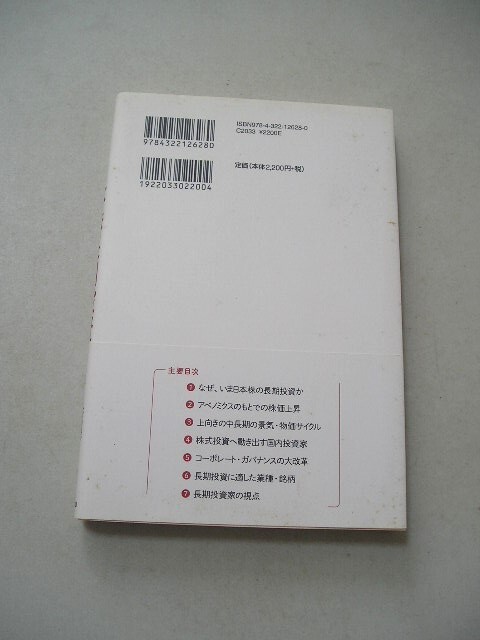 ISBN978-4-322-12628-0
C2033 ¥2200E
9784322126280
定価(本体2,200円+税)
1922033022004
主要目次
1 なぜ、いま日本株の長期投資か
2 アベノミクスのもとでの株価上昇
3 上向きの中長期の景気・物価サイクル
4 株式投資へ動き出す国内投資家
5 コーポレート・ガバナンスの大改革
6 長期投資に適した業種・銘柄
7 長期投資家の視点